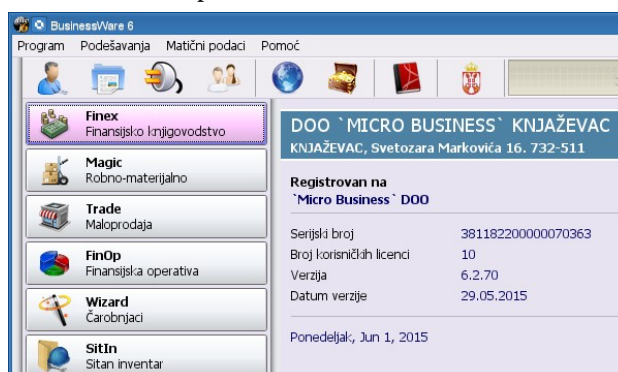 BusinessWare 6
Program Podešavanja Matični podaci Pomoć
Finex
Finansijsko knjigovodstvo
Magic
Robno-materijalno
Trade
Maloprodaja
FinOp
Finansijska operativa
Wizard
Čarobnjaci
SitIn
Sitan inventar
DOO `MICRO BUSINESS` KNJAŽEVAC
KNJAŽEVAC, Svetozara Markovića 16. 732-511
Registrovan na
`Micro Business` DOO
Serijski broj 381182200000070363
Broj korisničkih licenci 10
Verzija 6.2.70
Datum verzije 29.05.2015
Ponedeljak, Jun 1, 2015